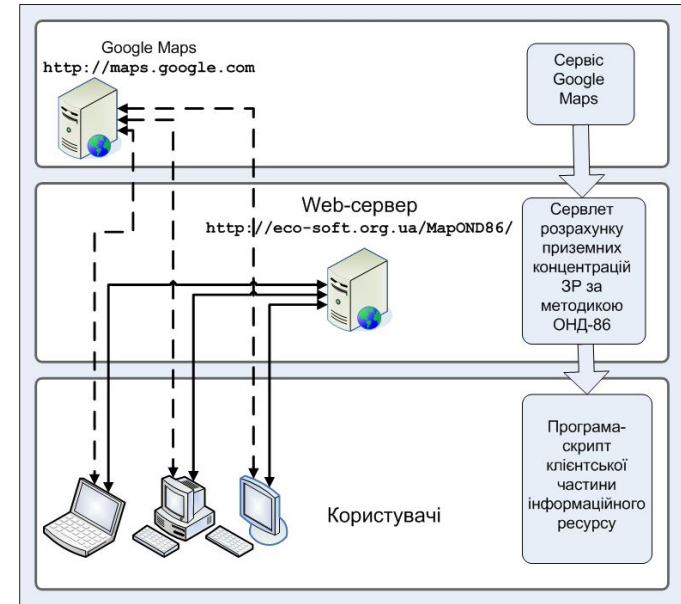 Google Maps
http://maps.google.com
Сервіс
Google
Maps
Web-сервер
http://eco-soft.org.ua/MapOND86/
Сервлет
розрахунку
приземних
концентрацій
ЗР за
методикою
ОНД-86
Користувачі
Програма-
скрипт
клієнтської
частини
інформаційного
ресурсу